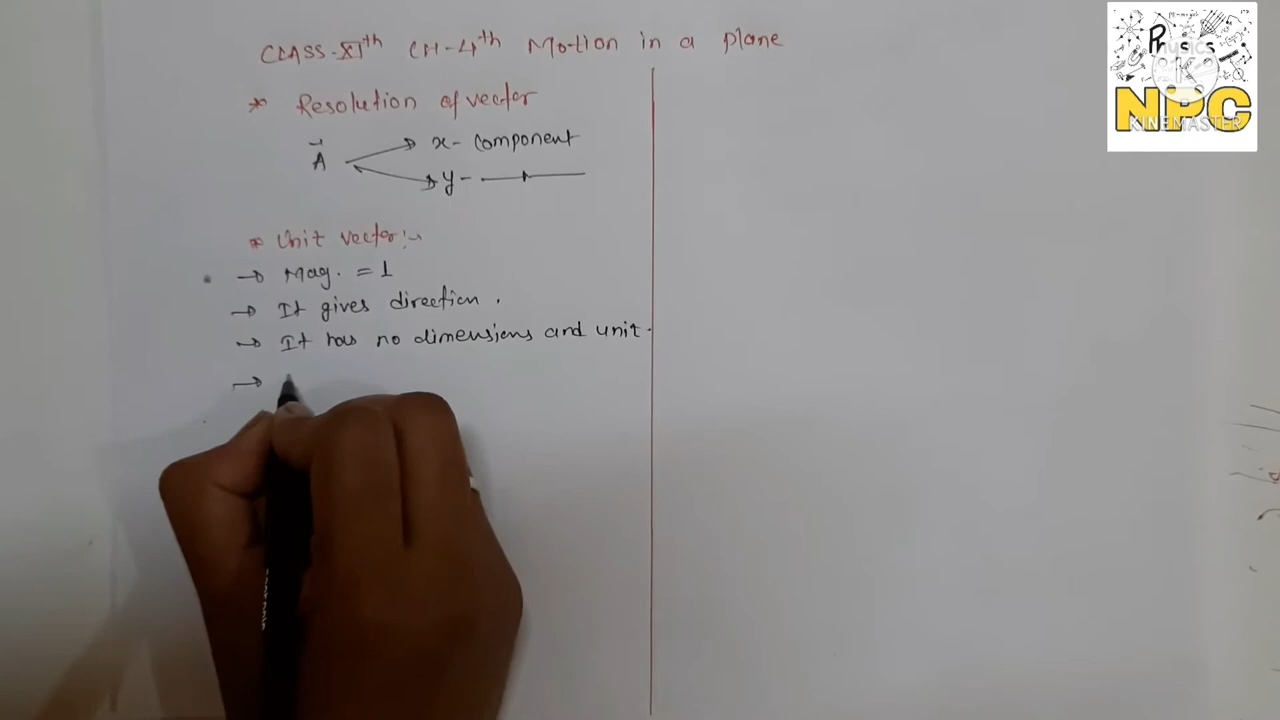 CLASS-XIth CH-4th Motion in a plane
* Resolution of vector
A → x- component
→ y- 〃
* Unit vector:-
→ Mag. = 1
→ It gives direction.
→ It has no dimensions and unit.
→
Physics
K
NPC
KINEMASTER